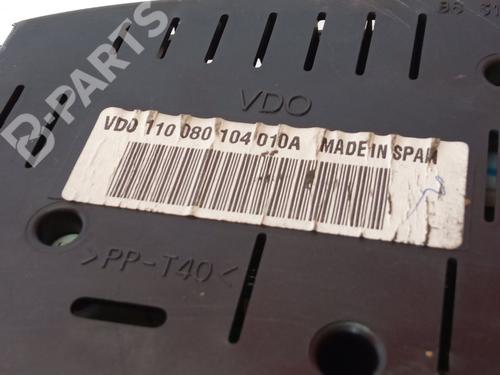 B-PARTS
VDO
VDO 110 080 104 010A MADE IN SPAIN
>PP-T40<